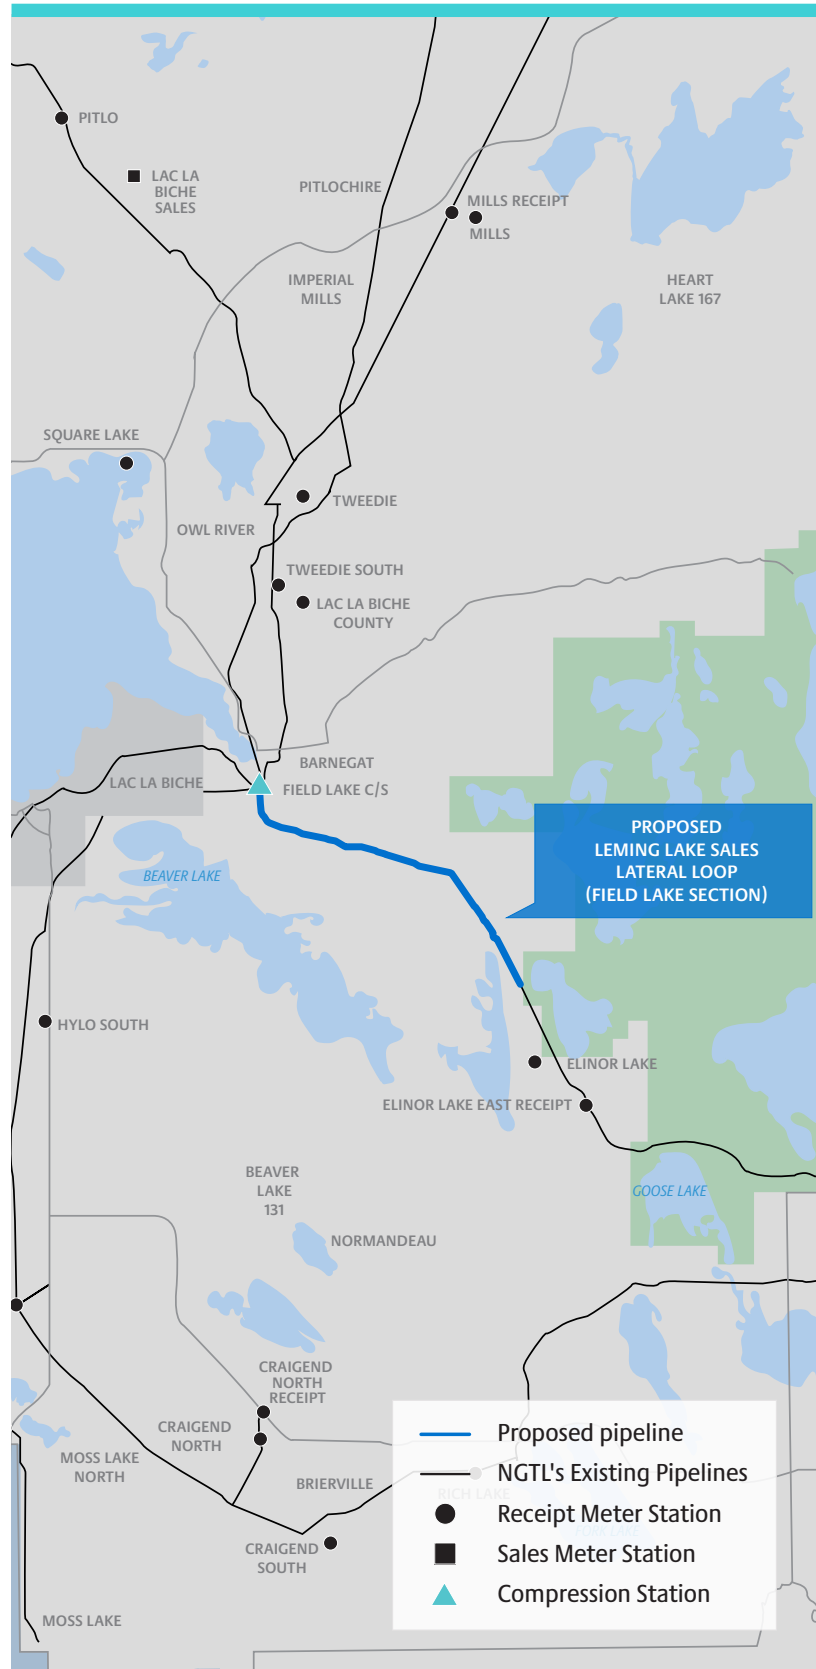 PITLO
LAC LA
BICHE
SALES
PITLOCHIRE
MILLS RECEIPT
MILLS
IMPERIAL
MILLS
HEART
LAKE 167
SQUARE LAKE
TWEEDIE
OWL RIVER
TWEEDIE SOUTH
LAC LA BICHE
COUNTY
BARNEGAT
LAC LA BICHE
FIELD LAKE C/S
PROPOSED
LEMING LAKE SALES
LATERAL LOOP
(FIELD LAKE SECTION)
BEAVER LAKE
HYLO SOUTH
ELINOR LAKE
ELINOR LAKE EAST RECEIPT
BEAVER
LAKE
131
GOOSE LAKE
NORMANDEAU
CRAIGEND
NORTH
RECEIPT
CRAIGEND
NORTH
MOSS LAKE
NORTH
BRIERVILLE
RICH LAKE
FORK LAKE
CRAIGEND
SOUTH
MOSS LAKE
Proposed pipeline
NGTL's Existing Pipelines
Receipt Meter Station
Sales Meter Station
Compression Station